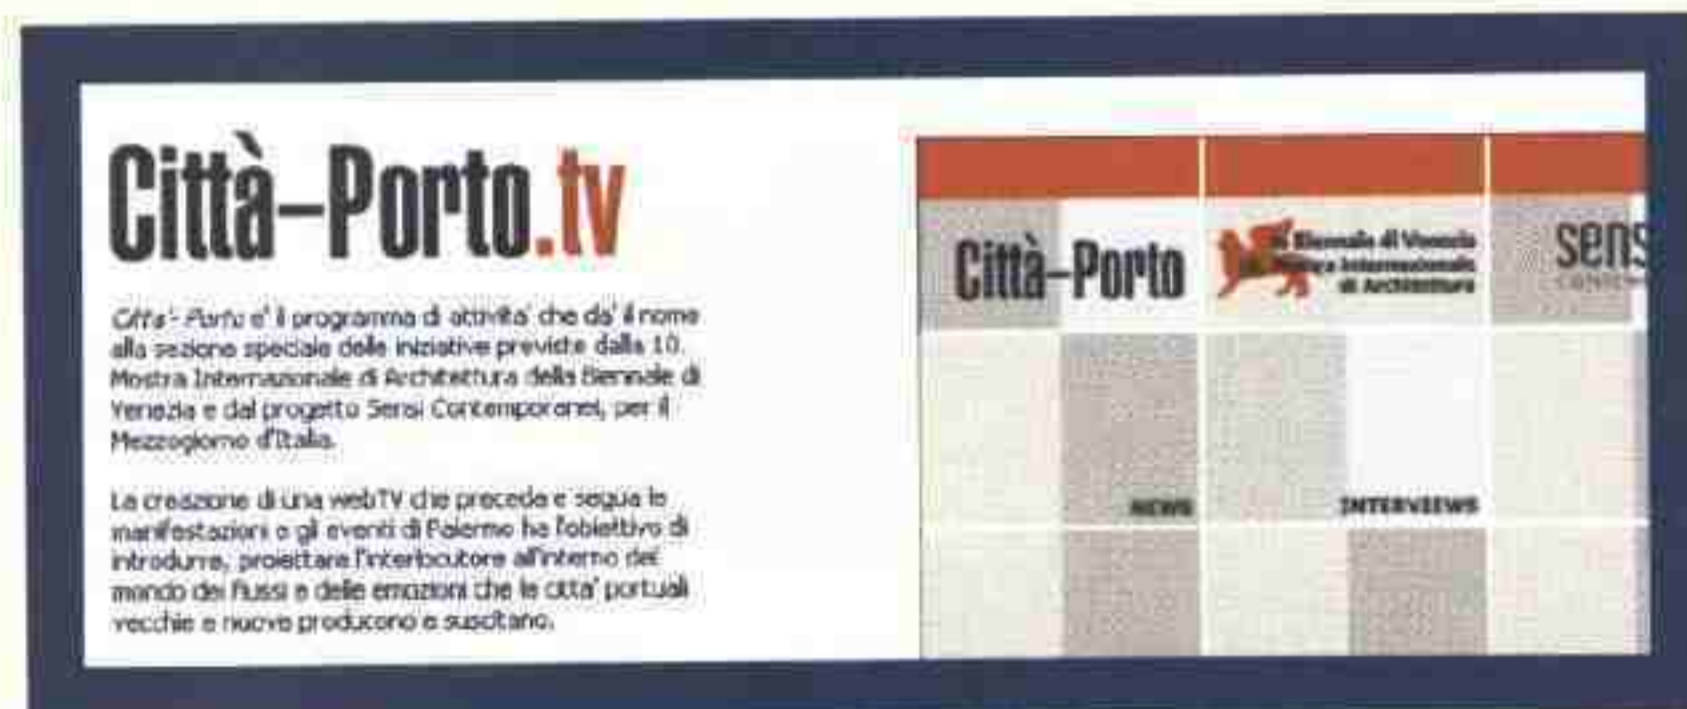 Città-Porto.tv
Citta'-Porto e' il programma di attivita' che da' il nome
alla sezione speciale delle iniziative previste dalla 10.
Mostra Internazionale di Architettura della Biennale di
Venezia e dal progetto Sensi Contemporanei, per il
Mezzogiorno d'Italia.
La creazione di una webTV che preceda e segua le
manifestazioni e gli eventi di Palermo ha l'obiettivo di
introdurre, proiettare l'interlocutore all'interno del
mondo dei flussi e delle emozioni che le citta' portuali
vecchie e nuove producono e suscitano.
Città-Porto
Biennale di Venezia
Internazionale
di Architettura
sens
NEWS
INTERVIEWS